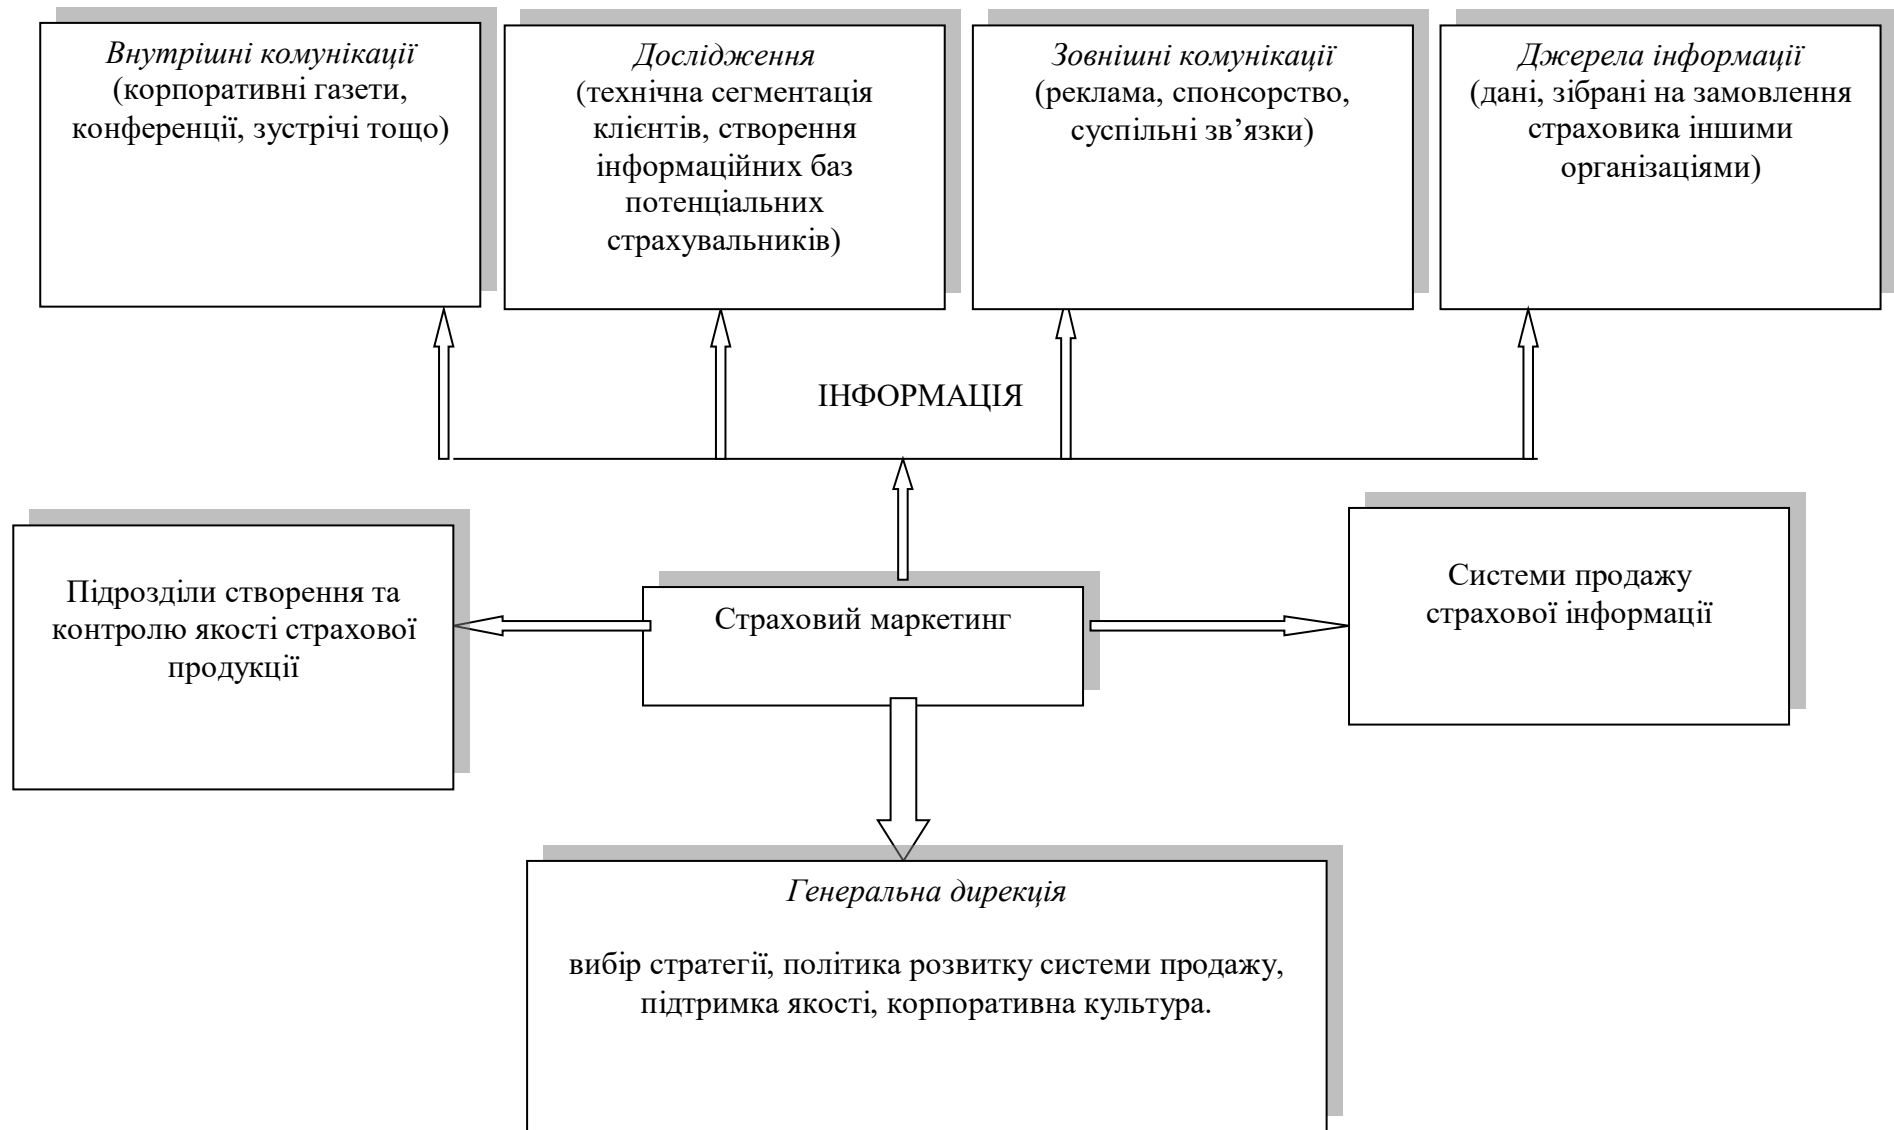 Внутрішні комунікації
(корпоративні газети,
конференції, зустрічі тощо)
Дослідження
(технічна сегментація
клієнтів, створення
інформаційних баз
потенціальних
страхувальників)
Зовнішні комунікації
(реклама, спонсорство,
суспільні зв’язки)
Джерела інформації
(дані, зібрані на замовлення
страховика іншими
організаціями)
ІНФОРМАЦІЯ
Підрозділи створення та
контролю якості страхової
продукції
Страховий маркетинг
Системи продажу
страхової інформації
Генеральна дирекція
вибір стратегії, політика розвитку системи продажу,
підтримка якості, корпоративна культура.